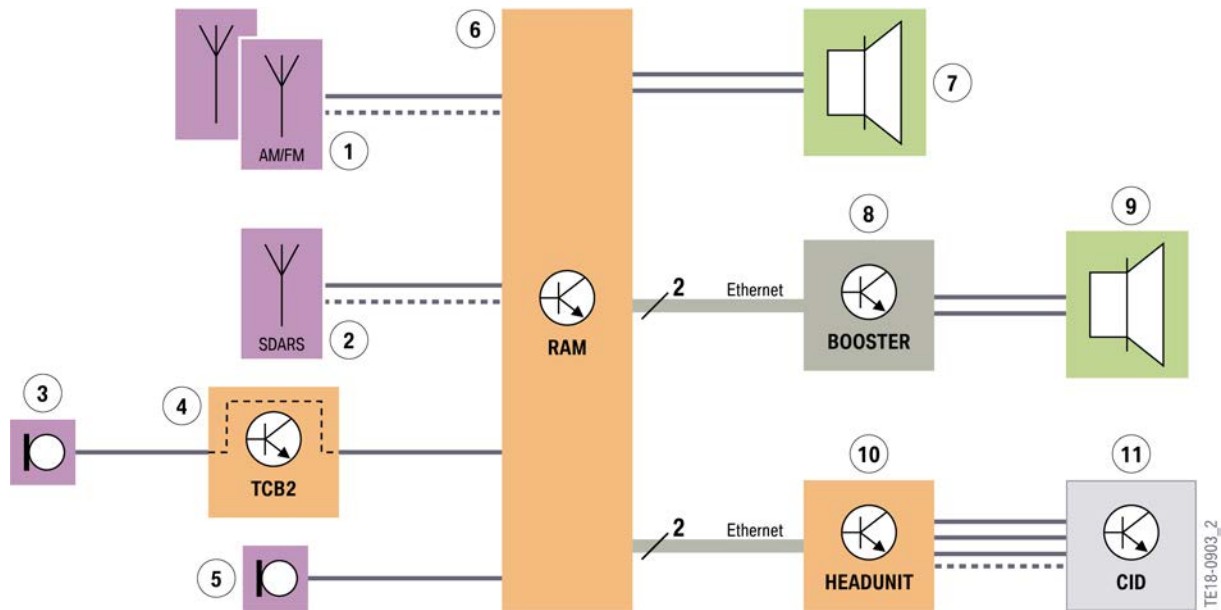 6
7
AM/FM
1
8
9
2
Ethernet
SDARS
2
RAM
BOOSTER
3
4
TCB2
10
11
2
Ethernet
5
HEADUNIT
CID
TE18-0903_2